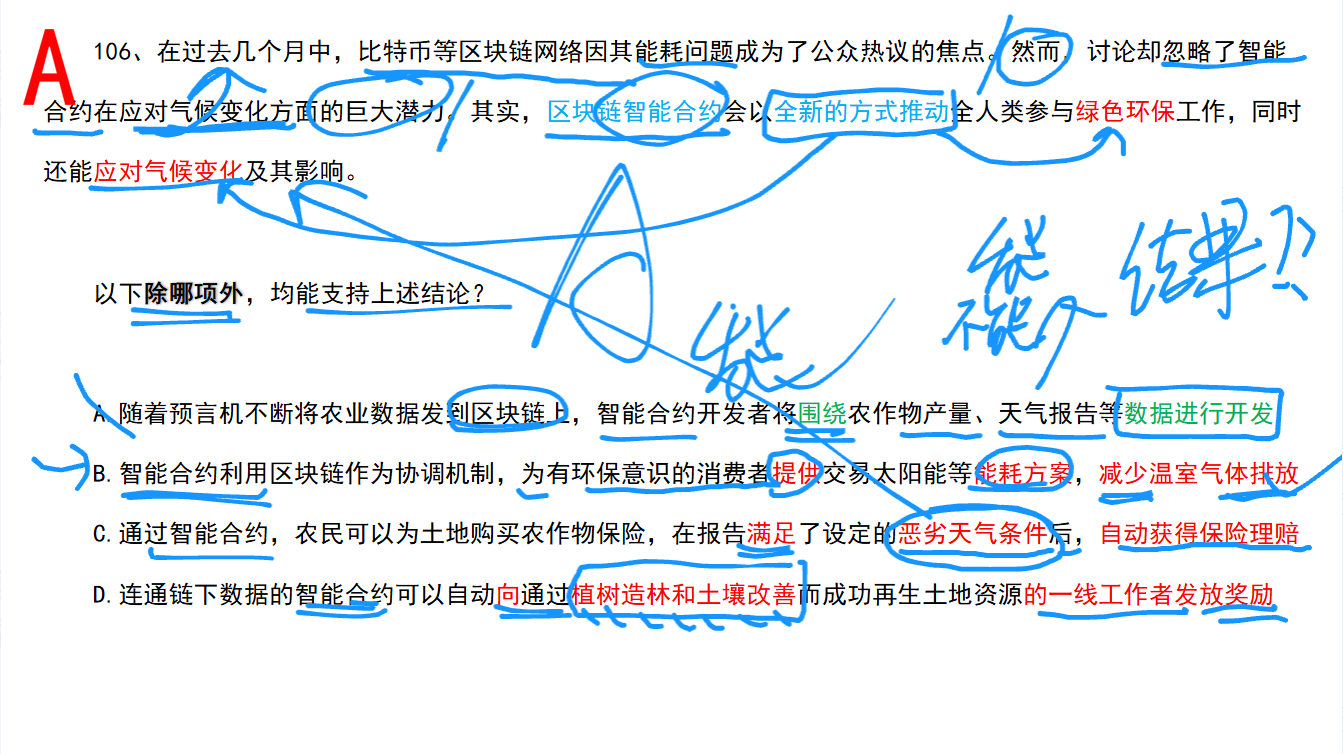 A
106、在过去几个月中，比特币等区块链网络因其能耗问题成为了公众热议的焦点。然而，讨论却忽略了智能
合约在应对气候变化方面的巨大潜力。其实，区块链智能合约会以全新的方式推动全人类参与绿色环保工作，同时
还能应对气候变化及其影响。
以下除哪项外，均能支持上述结论？
A.随着预言机不断将农业数据发到区块链上，智能合约开发者将围绕农作物产量、天气报告等数据进行开发
B.智能合约利用区块链作为协调机制，为有环保意识的消费者提供交易太阳能等能耗方案，减少温室气体排放
C.通过智能合约，农民可以为土地购买农作物保险，在报告满足了设定的恶劣天气条件后，自动获得保险理赔
D.连通链下数据的智能合约可以自动向通过植树造林和土壤改善而成功再生土地资源的一线工作者发放奖励
能
不能
结果！？
能